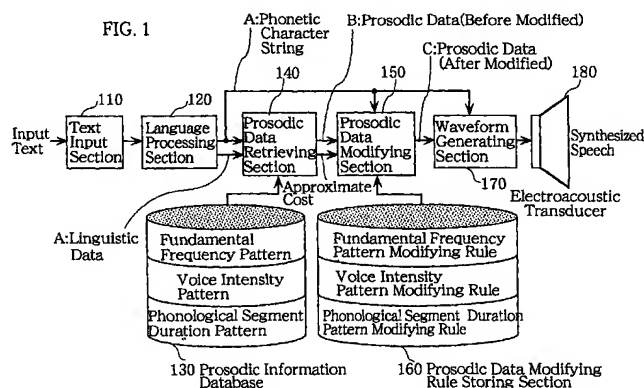 FIG. 1
A:Phonetic
Character
String
B:Prosodic Data(Before Modified)
C:Prosodic Data
(After Modified)
110
120
140
150
180
Input
Text
Text
Input
Section
Language
Processing
Section
Prosodic
Data
Retrieving
Section
Prosodic
Data
Modifying
Section
Waveform
Generating
Section
Synthesized
Speech
170
Electroacoustic
Transducer
Approximate
Cost
A:Linguistic
Data
Fundamental
Frequency Pattern
Voice Intensity
Pattern
Phonological Segment
Duration Pattern
Fundamental Frequency
Pattern Modifying Rule
Voice Intensity
Pattern Modifying Rule
Phonological Segment Duration
Pattern Modifying Rule
130 Prosodic Information
Database
160 Prosodic Data Modifying
Rule Storing Section